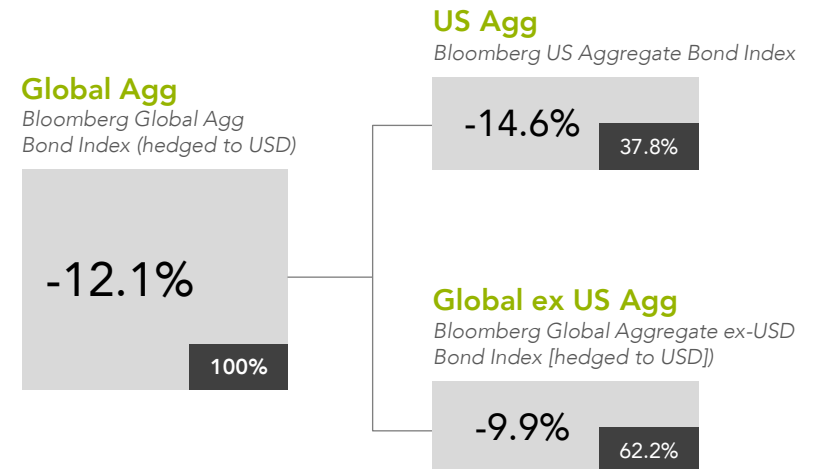 Global Agg
Bloomberg Global Agg
Bond Index (hedged to USD)
-12.1%
100%
US Agg
Bloomberg US Aggregate Bond Index
-14.6%
37.8%
Global ex US Agg
Bloomberg Global Aggregate ex-USD
Bond Index [hedged to USD])
-9.9%
62.2%